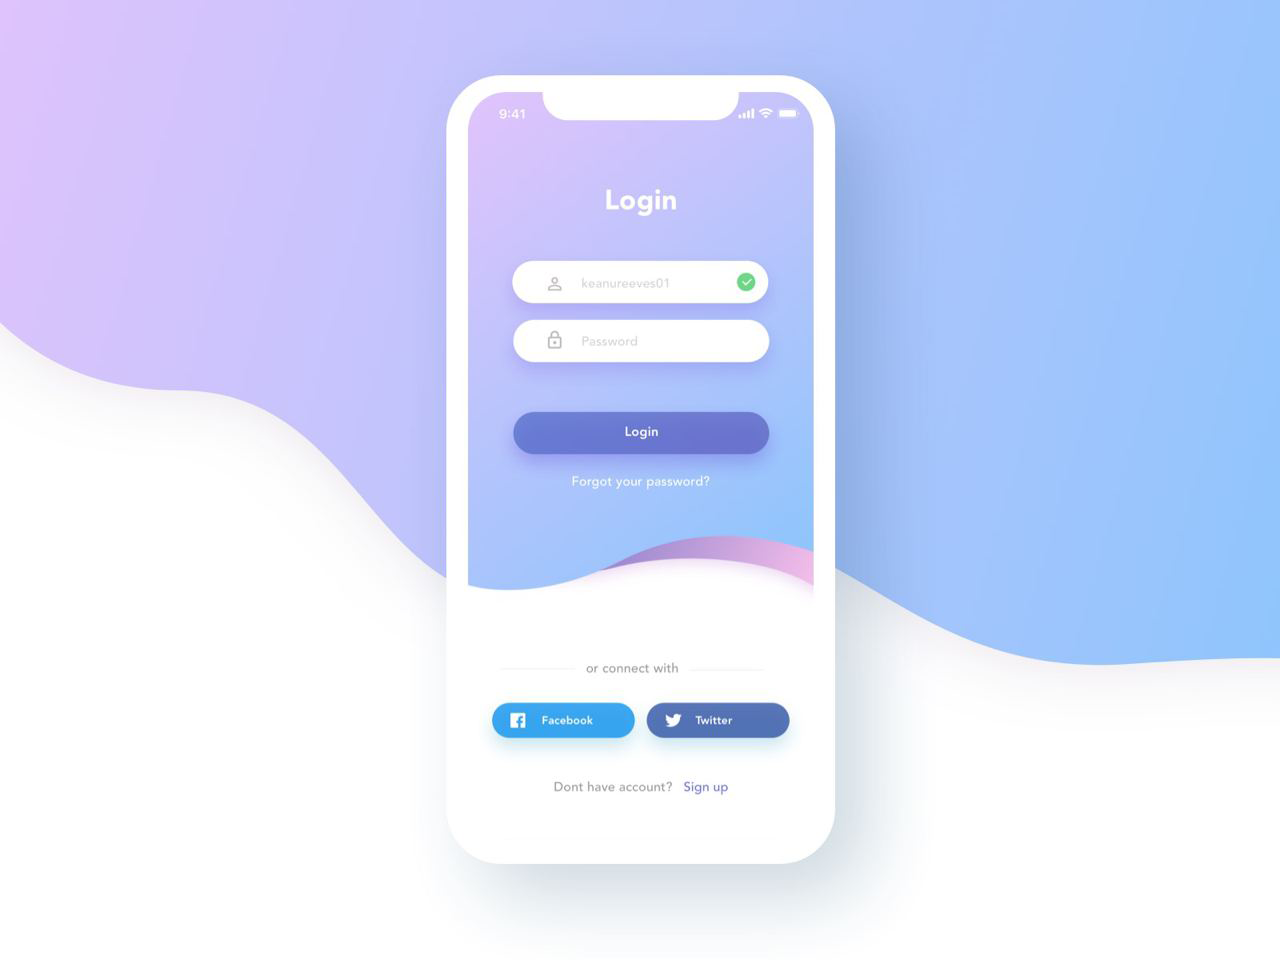 9:41
Login
keanureeves01
Password
Login
Forgot your password?
or connect with
Facebook
Twitter
Dont have account? Sign up